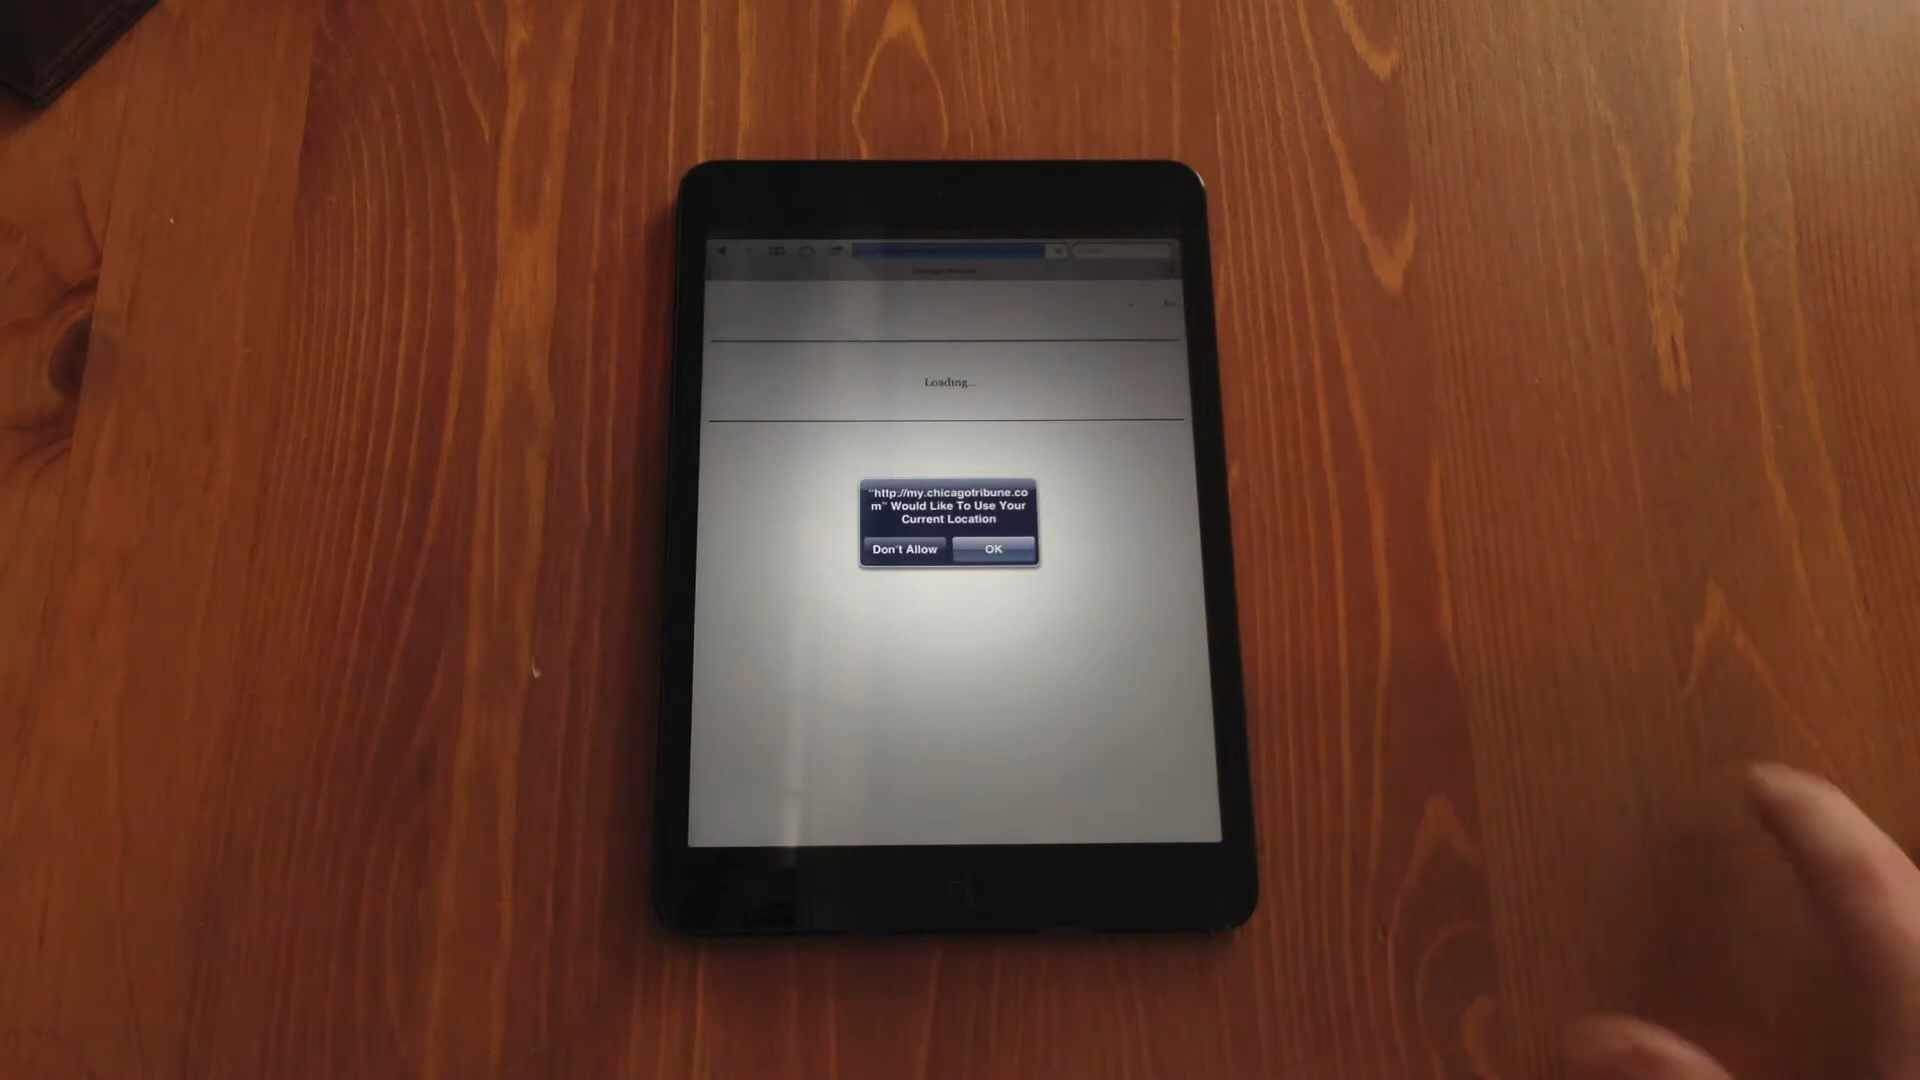 Loading...
"http://my.chicagotribune.co
m" Would Like To Use Your
Current Location
Don't Allow
OK